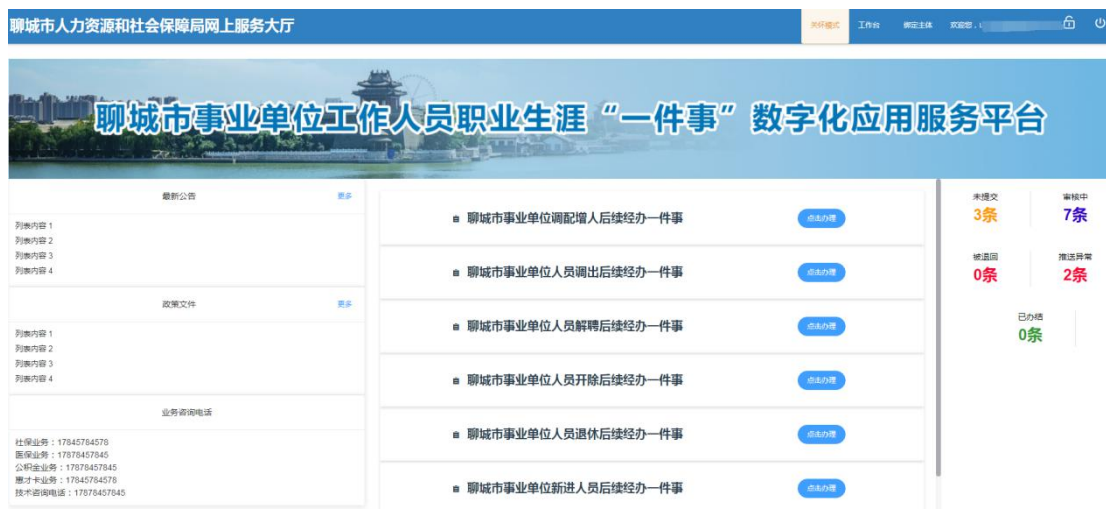 聊城市人力资源和社会保障局网上服务大厅
关怀模式 工作台 绑定主体 欢迎您，
聊城市事业单位工作人员职业生涯“一件事”数字化应用服务平台
最新公告 更多
列表内容 1
列表内容 2
列表内容 3
列表内容 4
政策文件 更多
列表内容 1
列表内容 2
列表内容 3
列表内容 4
业务咨询电话
社保业务：17845784578
医保业务：17878457845
公积金业务：17878457845
惠才卡业务：17845784578
技术咨询电话：17878457845
聊城市事业单位调配增人后续经办一件事 点击办理
聊城市事业单位人员调出后续经办一件事 点击办理
聊城市事业单位人员解聘后续经办一件事 点击办理
聊城市事业单位人员开除后续经办一件事 点击办理
聊城市事业单位人员退休后续经办一件事 点击办理
聊城市事业单位新进人员后续经办一件事 点击办理
未提交 审核中
3条 7条
被退回 推送异常
0条 2条
已办结
0条